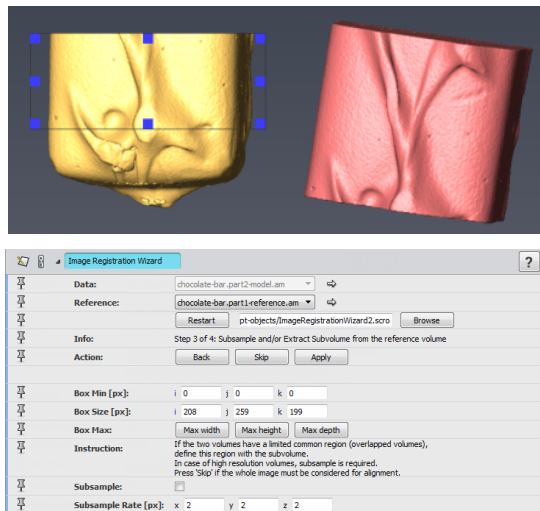 Image Registration Wizard
?
Data: chocolate-bar.part2-model.am
Reference: chocolate-bar.part1-reference.am
Restart pt-objects/ImageRegistrationWizard2.scro Browse
Info: Step 3 of 4: Subsample and/or Extract Subvolume from the reference volume
Action: Back Skip Apply
Box Min [px]: i 0 j 0 k 0
Box Size [px]: i 208 j 259 k 199
Box Max: Max width Max height Max depth
Instruction: If the two volumes have a limited common region (overlapped volumes),
define this region with the subvolume.
In case of high resolution volumes, subsample is required.
Press 'Skip' if the whole image must be considered for alignment.
Subsample:
Subsample Rate [px]: x 2 y 2 z 2